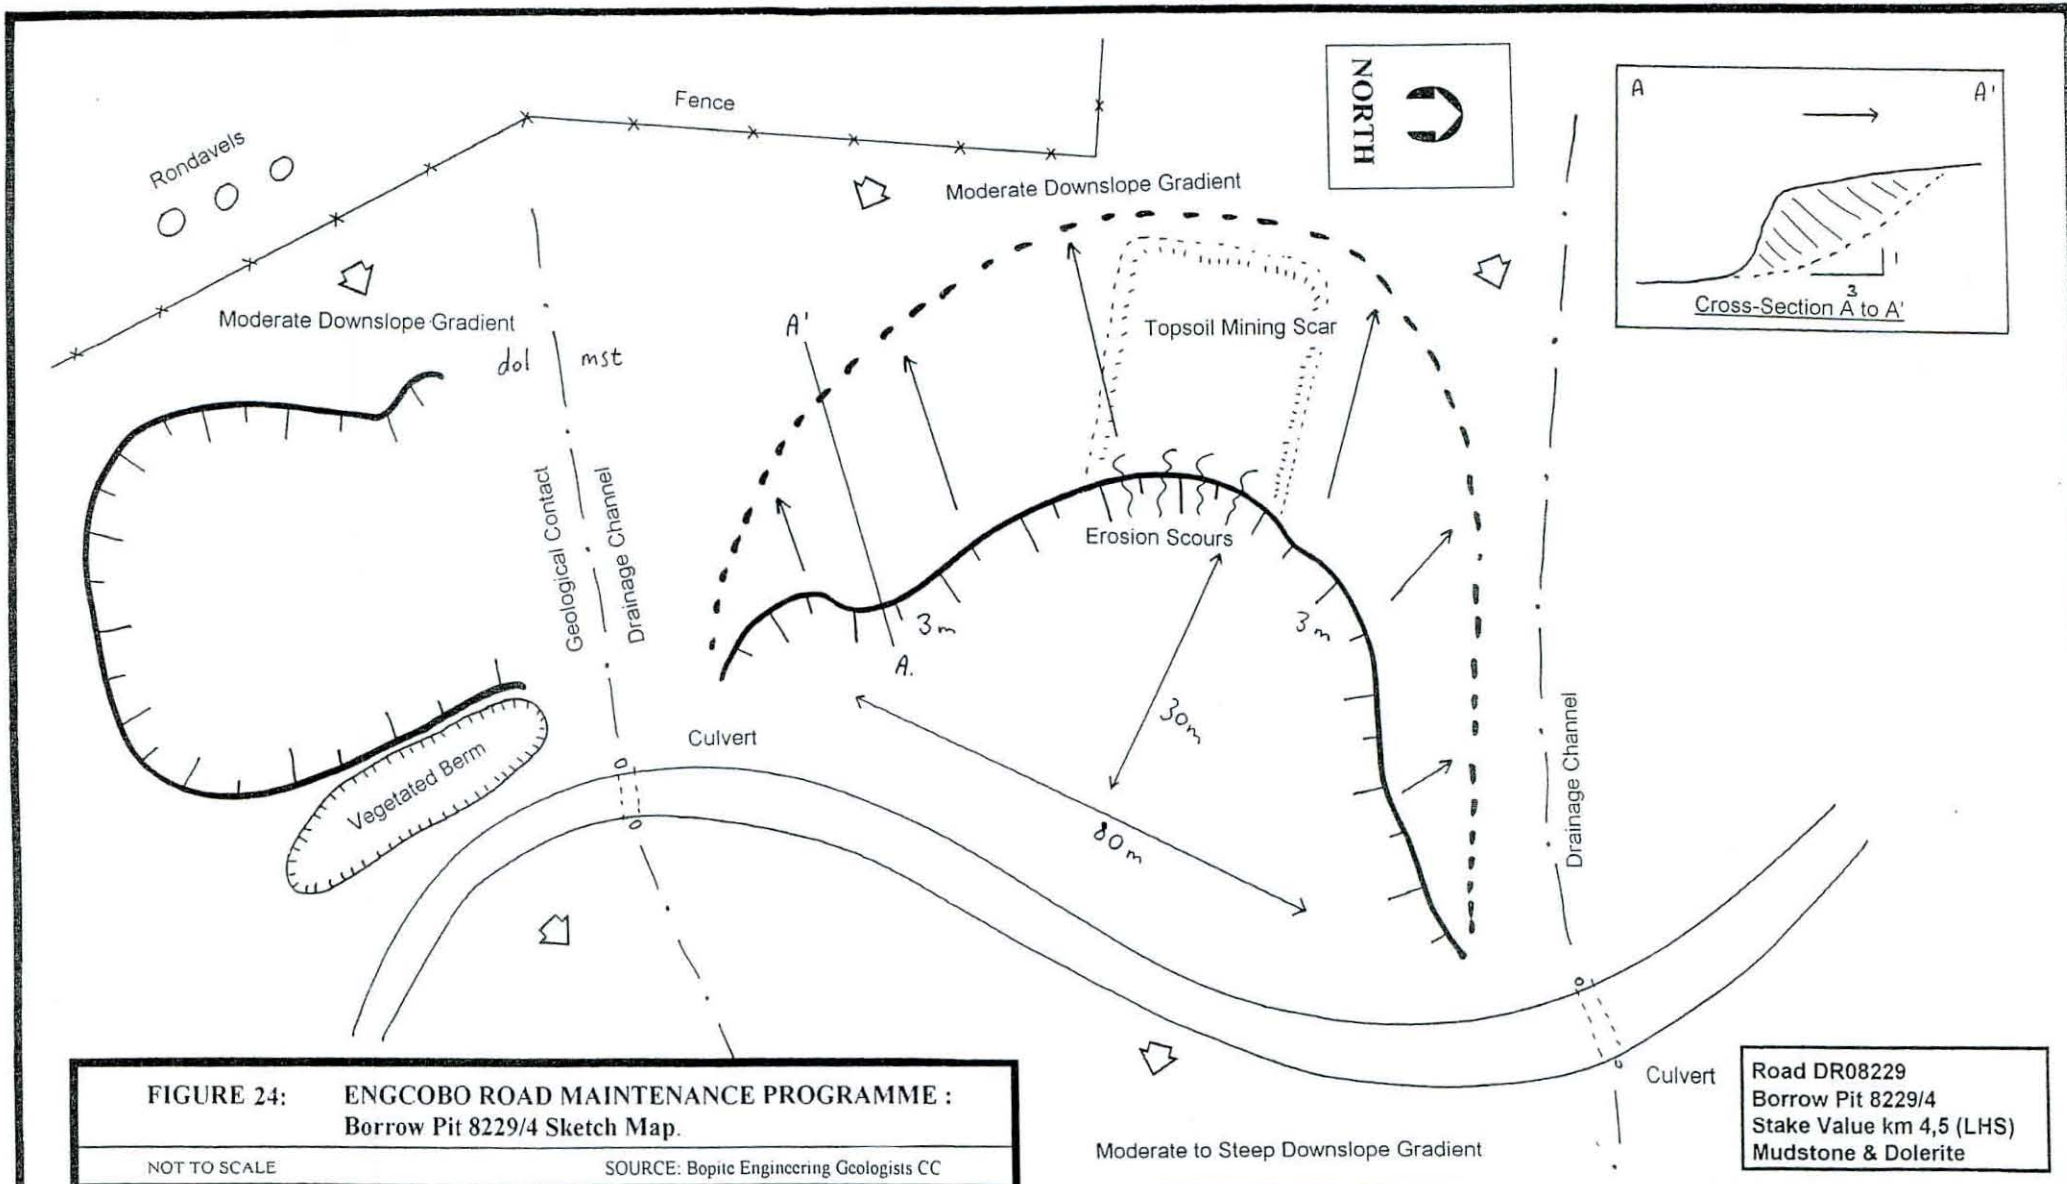 Fence
NORTH
A
A'
Rondavels
Moderate Downslope Gradient
1
3
Cross-Section A to A'
Moderate Downslope Gradient
A'
Topsoil Mining Scar
dol
mst
Geological Contact
Drainage Channel
Erosion Scours
3m
3m
A.
30m
80m
Drainage Channel
Culvert
Vegetated Berm
Culvert
Moderate to Steep Downslope Gradient
FIGURE 24: ENGCOBO ROAD MAINTENANCE PROGRAMME :
Borrow Pit 8229/4 Sketch Map.
NOT TO SCALE
SOURCE: Bopite Engineering Geologists CC
Road DR08229
Borrow Pit 8229/4
Stake Value km 4,5 (LHS)
Mudstone & Dolerite